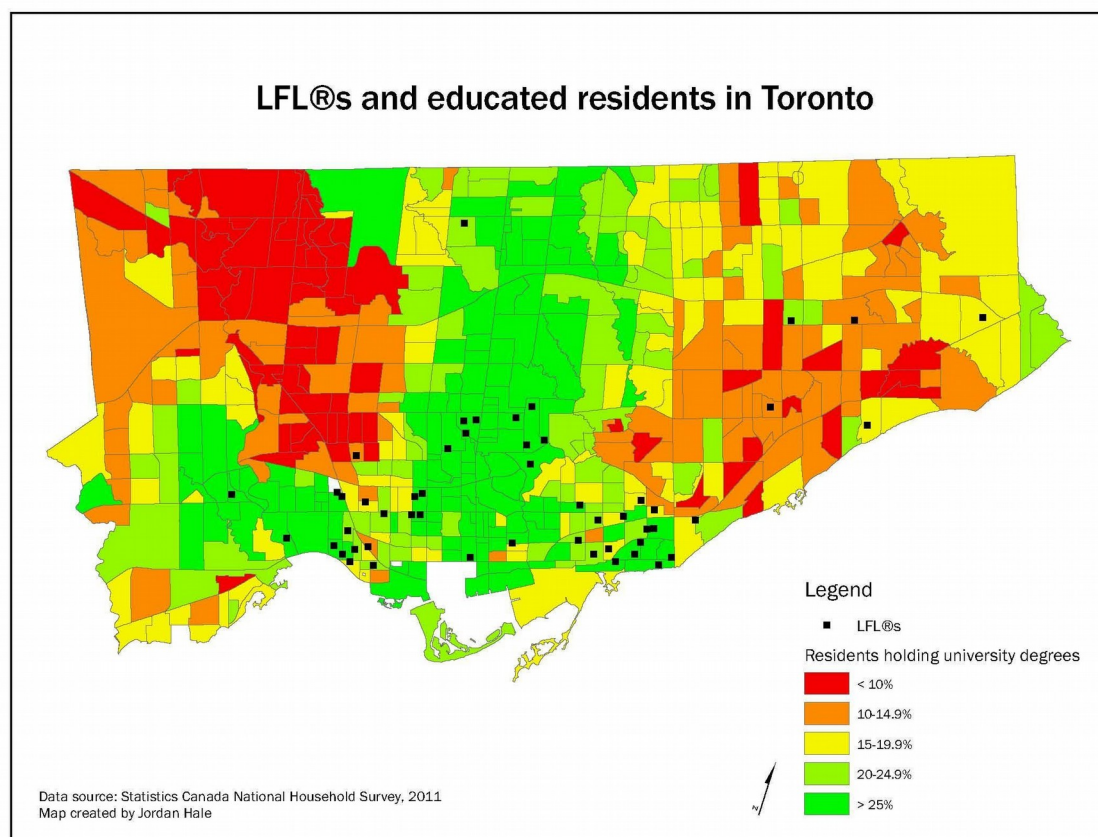 LFL®s and educated residents in Toronto
Legend
LFL®s
Residents holding university degrees
< 10%
10-14.9%
15-19.9%
20-24.9%
> 25%
N
Data source: Statistics Canada National Household Survey, 2011
Map created by Jordan Hale